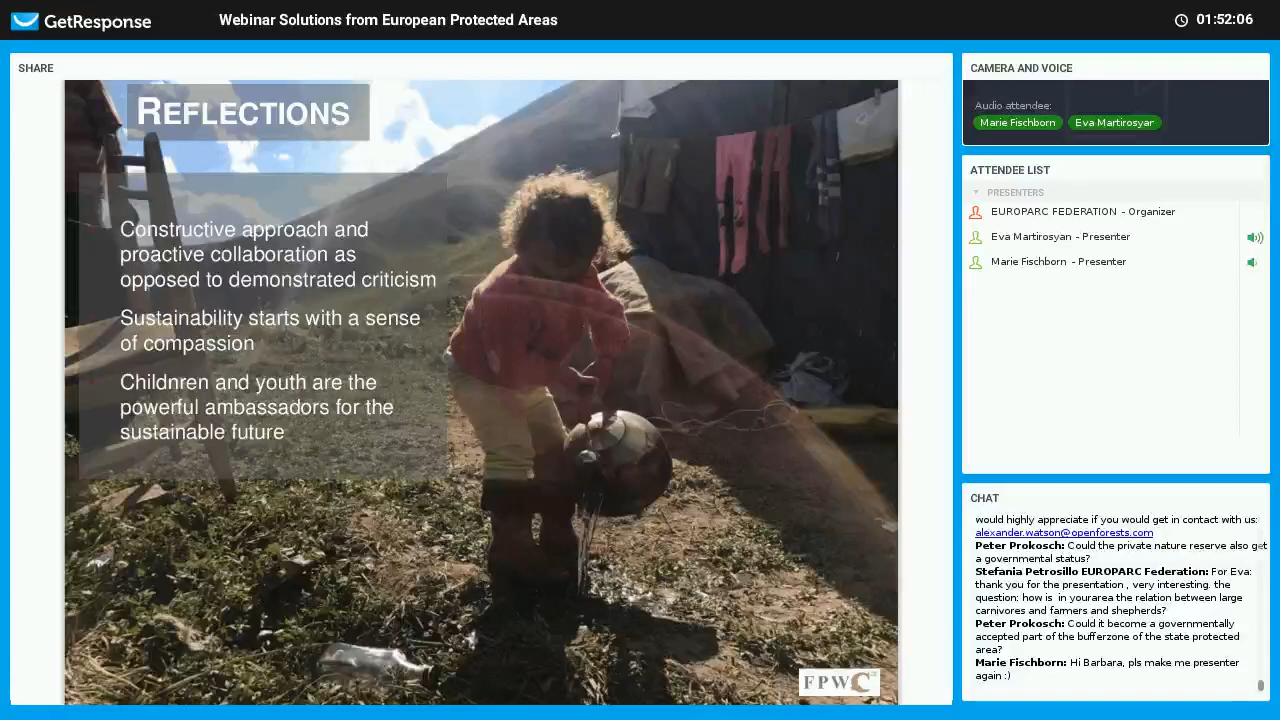 GetResponse
Webinar Solutions from European Protected Areas
01:52:06
SHARE
REFLECTIONS
Constructive approach and
proactive collaboration as
opposed to demonstrated criticism
Sustainability starts with a sense
of compassion
Childnren and youth are the
powerful ambassadors for the
sustainable future
FPWC
CAMERA AND VOICE
Audio attendee:
Marie Fischborn
Eva Martirosyan
ATTENDEE LIST
PRESENTERS
EUROPARC FEDERATION - Organizer
Eva Martirosyan - Presenter
Marie Fischborn - Presenter
CHAT
would highly appreciate if you would get in contact with us:
alexander.watson@openforests.com
Peter Prokosch: Could the private nature reserve also get
a governmental status?
Stefania Petrosillo EUROPARC Federation: For Eva:
thank you for the presentation , very interesting. the
question: how is in yourarea the relation between large
carnivores and farmers and shepherds?
Peter Prokosch: Could it become a governmentally
accepted part of the bufferzone of the state protected
area?
Marie Fischborn: Hi Barbara, pls make me presenter
again :)